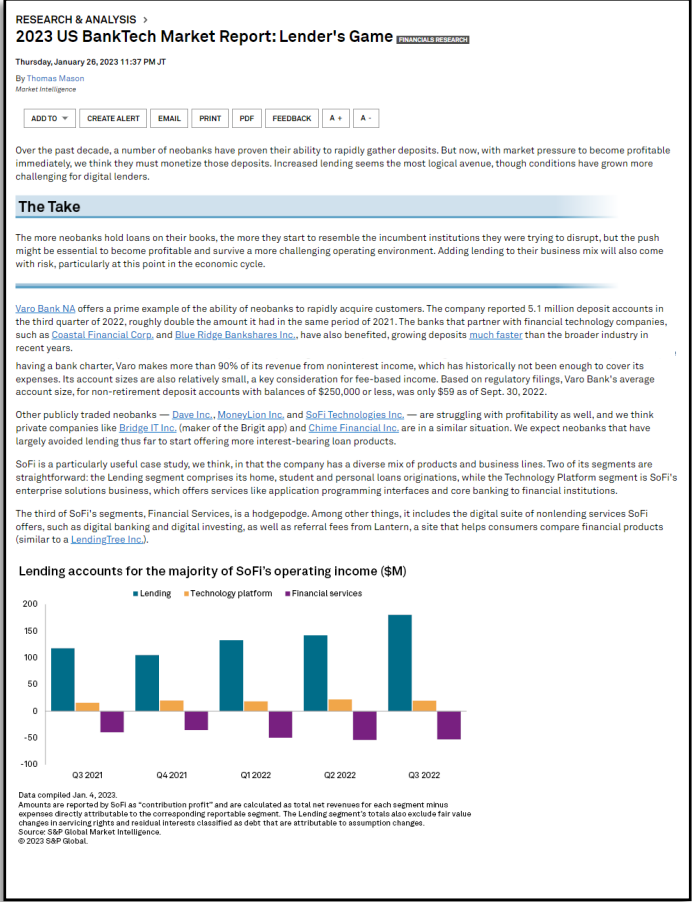 RESEARCH & ANALYSIS >
2023 US BankTech Market Report: Lender's Game FINANCIALS RESEARCH
Thursday, January 26, 2023 11:37 PM JT
By Thomas Mason
Market Intelligence
ADD TO CREATE ALERT EMAIL PRINT PDF FEEDBACK A + A -
Over the past decade, a number of neobanks have proven their ability to rapidly gather deposits. But now, with market pressure to become profitable
immediately, we think they must monetize those deposits. Increased lending seems the most logical avenue, though conditions have grown more
challenging for digital lenders.
The Take
The more neobanks hold loans on their books, the more they start to resemble the incumbent institutions they were trying to disrupt, but the push
might be essential to become profitable and survive a more challenging operating environment. Adding lending to their business mix will also come
with risk, particularly at this point in the economic cycle.
Varo Bank NA offers a prime example of the ability of neobanks to rapidly acquire customers. The company reported 5.1 million deposit accounts in
the third quarter of 2022, roughly double the amount it had in the same period of 2021. The banks that partner with financial technology companies,
such as Coastal Financial Corp. and Blue Ridge Bankshares Inc., have also benefited, growing deposits much faster than the broader industry in
recent years.
having a bank charter, Varo makes more than 90% of its revenue from noninterest income, which has historically not been enough to cover its
expenses. Its account sizes are also relatively small, a key consideration for fee-based income. Based on regulatory filings, Varo Bank's average
account size, for non-retirement deposit accounts with balances of $250,000 or less, was only $59 as of Sept. 30, 2022.
Other publicly traded neobanks — Dave Inc., MoneyLion Inc. and SoFi Technologies Inc. — are struggling with profitability as well, and we think
private companies like Bridge IT Inc. (maker of the Brigit app) and Chime Financial Inc. are in a similar situation. We expect neobanks that have
largely avoided lending thus far to start offering more interest-bearing loan products.
SoFi is a particularly useful case study, we think, in that the company has a diverse mix of products and business lines. Two of its segments are
straightforward: the Lending segment comprises its home, student and personal loans originations, while the Technology Platform segment is SoFi's
enterprise solutions business, which offers services like application programming interfaces and core banking to financial institutions.
The third of SoFi's segments, Financial Services, is a hodgepodge. Among other things, it includes the digital suite of nonlending services SoFi
offers, such as digital banking and digital investing, as well as referral fees from Lantern, a site that helps consumers compare financial products
(similar to a LendingTree Inc.).
Lending accounts for the majority of SoFi's operating income ($M)
Lending Technology platform Financial services
200
150
100
50
0
-50
-100
Q3 2021 Q4 2021 Q1 2022 Q2 2022 Q3 2022
Data compiled Jan. 4, 2023.
Amounts are reported by SoFi as "contribution profit" and are calculated as total net revenues for each segment minus
expenses directly attributable to the corresponding reportable segment. The Lending segment's totals also exclude fair value
changes in servicing rights and residual interests classified as debt that are attributable to assumption changes.
Source: S&P Global Market Intelligence.
© 2023 S&P Global.